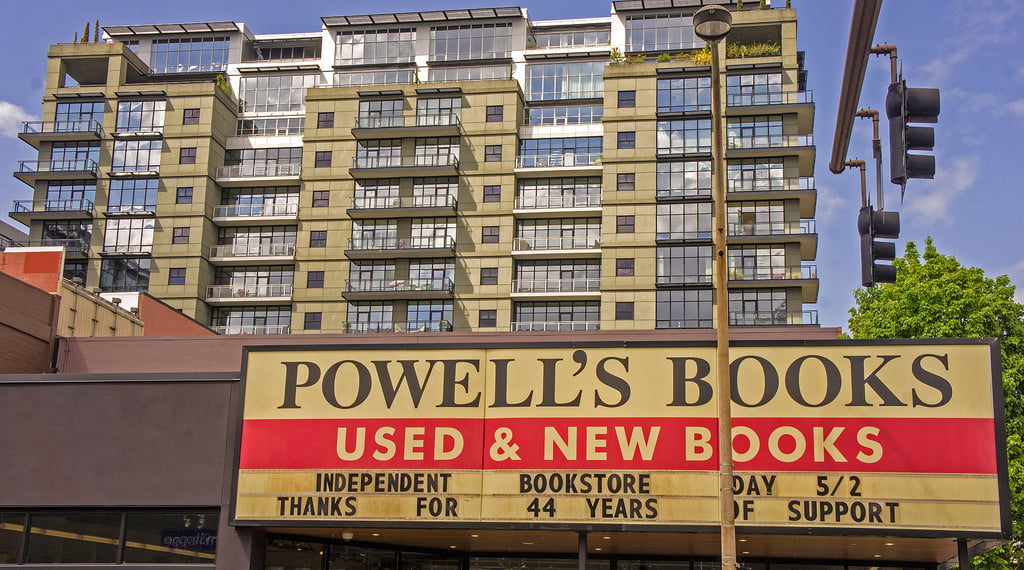 POWELL'S BOOKS
USED & NEW BOOKS
INDEPENDENT BOOKSTORE DAY 5/2
THANKS FOR 44 YEARS OF SUPPORT